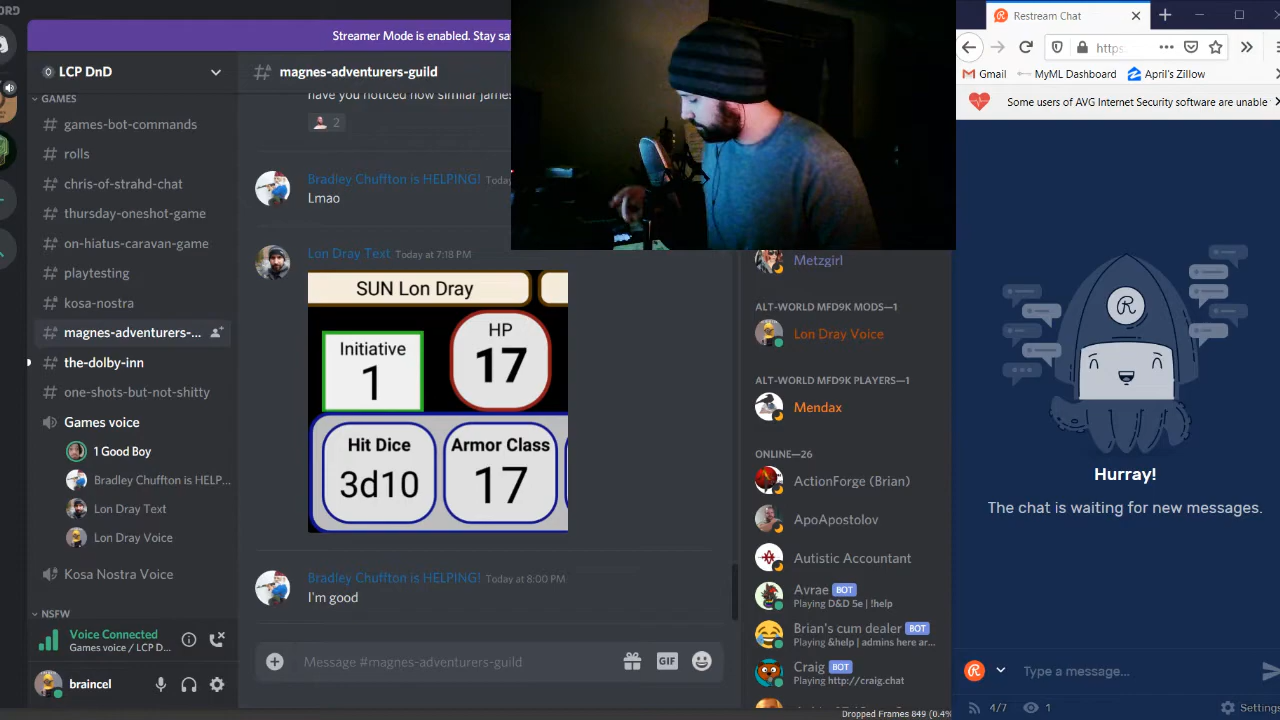 ORD
Streamer Mode is enabled. Stay sa
LCP DnD
GAMES
games-bot-commands
rolls
chris-of-strahd-chat
thursday-oneshot-game
on-hiatus-caravan-game
playtesting
kosa-nostra
magnes-adventurers-...
the-dolby-inn
one-shots-but-not-shitty
Games voice
1 Good Boy
Bradley Chuffton is HELP...
Lon Dray Text
Lon Dray Voice
Kosa Nostra Voice
NSFW
Voice Connected
Games voice / LCP D...
fraincel
magnes-adventurers-guild
have you noticed how similar james
2
Bradley Chuffton is HELPING! Today
Lmao
Lon Dray Text Today at 7:18 PM
SUN Lon Dray
Initiative
1
HP
17
Hit Dice
3d10
Armor Class
17
Bradley Chuffton is HELPING! Today at 8:00 PM
I'm good
Message #magnes-adventurers-guild
GIF
Metzgirl
ALT-WORLD MFD9K MODS—1
Lon Dray Voice
ALT-WORLD MFD9K PLAYERS—1
Mendax
ONLINE—26
ActionForge (Brian)
ApoApostolov
Autistic Accountant
Avrae BOT
Playing D&D 5e | !help
Brian's cum dealer BOT
Playing &help | admins here ar...
Craig BOT
Playing http://craig.chat
Dropped Frames 849 (0.4%
Restream Chat
https:
Gmail
MyML Dashboard
April's Zillow
Some users of AVG Internet Security software are unable
Hurray!
The chat is waiting for new messages.
Type a message...
4/7
1
Settings